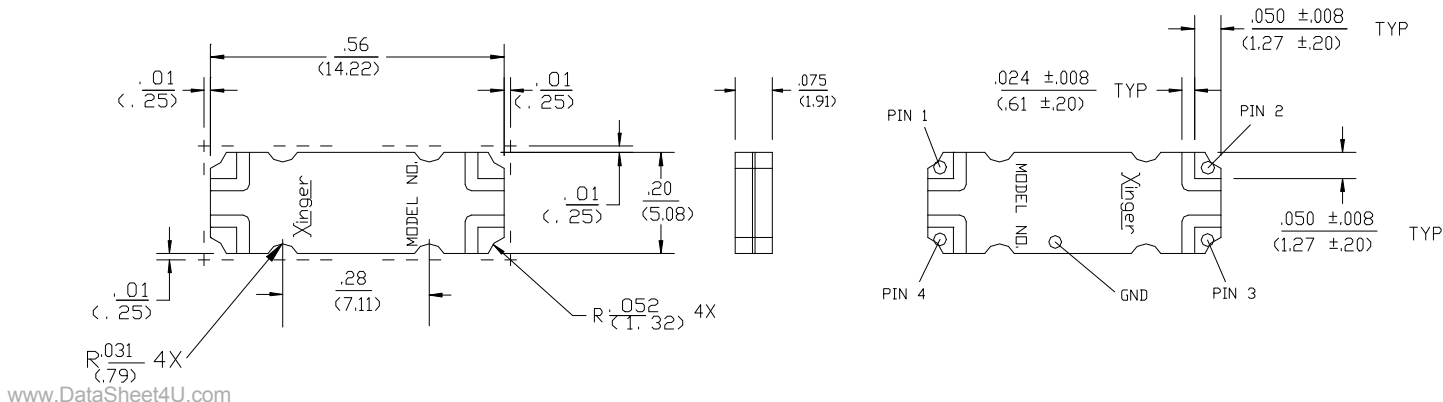 .56
(14.22)
.01
(.25)
.01
(.25)
.075
(1.91)
.050 ±.008
(1.27 ±.20) TYP
.024 ±.008
(.61 ±.20) TYP
PIN 1
PIN 2
Xinger
MODEL NO.
.01
(.25)
.20
(5.08)
MODEL NO.
Xinger
.050 ±.008
(1.27 ±.20) TYP
.01
(.25)
.28
(7.11)
R .052
(1.32) 4X
PIN 4
GND
PIN 3
R .031
(.79) 4X
www.DataSheet4U.com